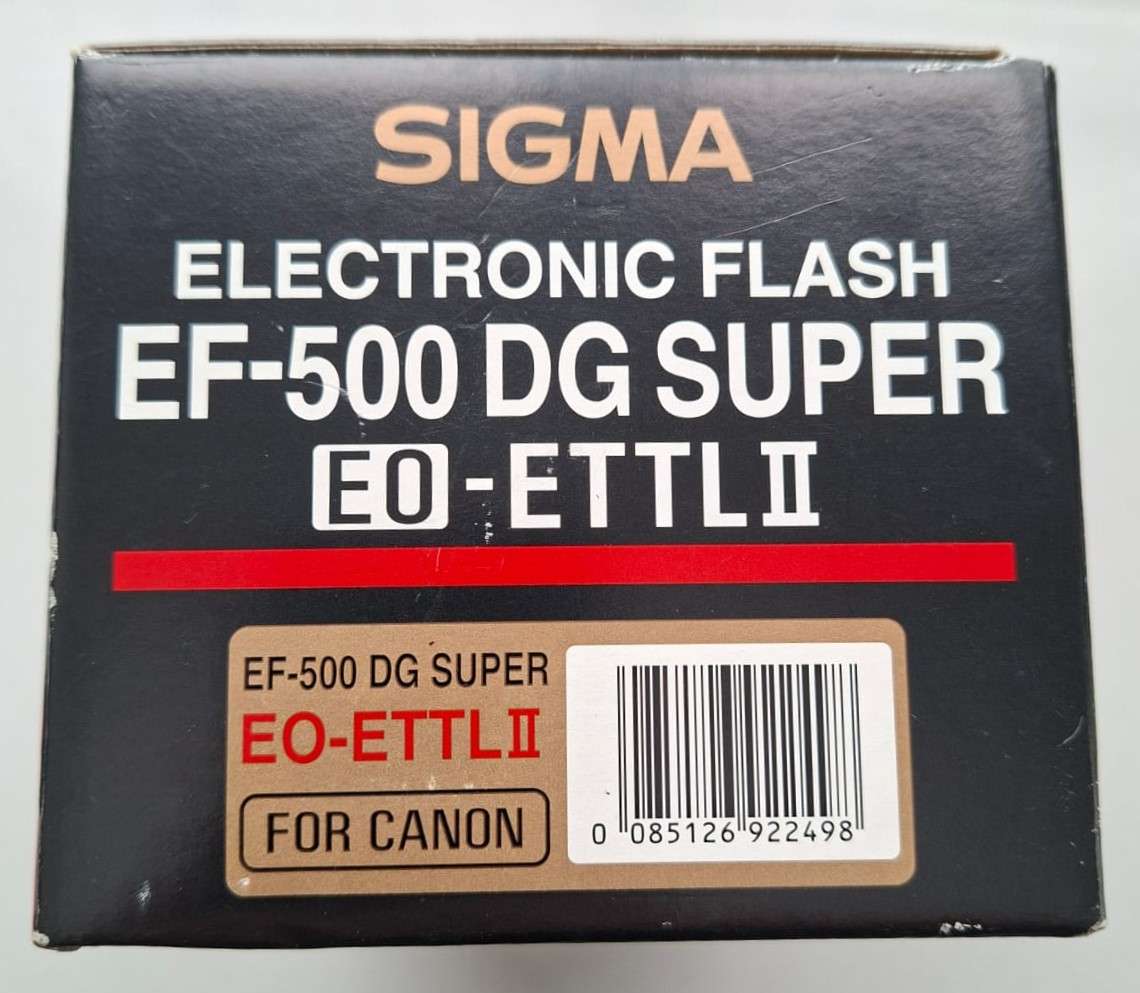 SIGMA
ELECTRONIC FLASH
EF-500 DG SUPER
EO-ETTLⅡ
EF-500 DG SUPER
EO-ETTLⅡ
FOR CANON
0 085126 922498